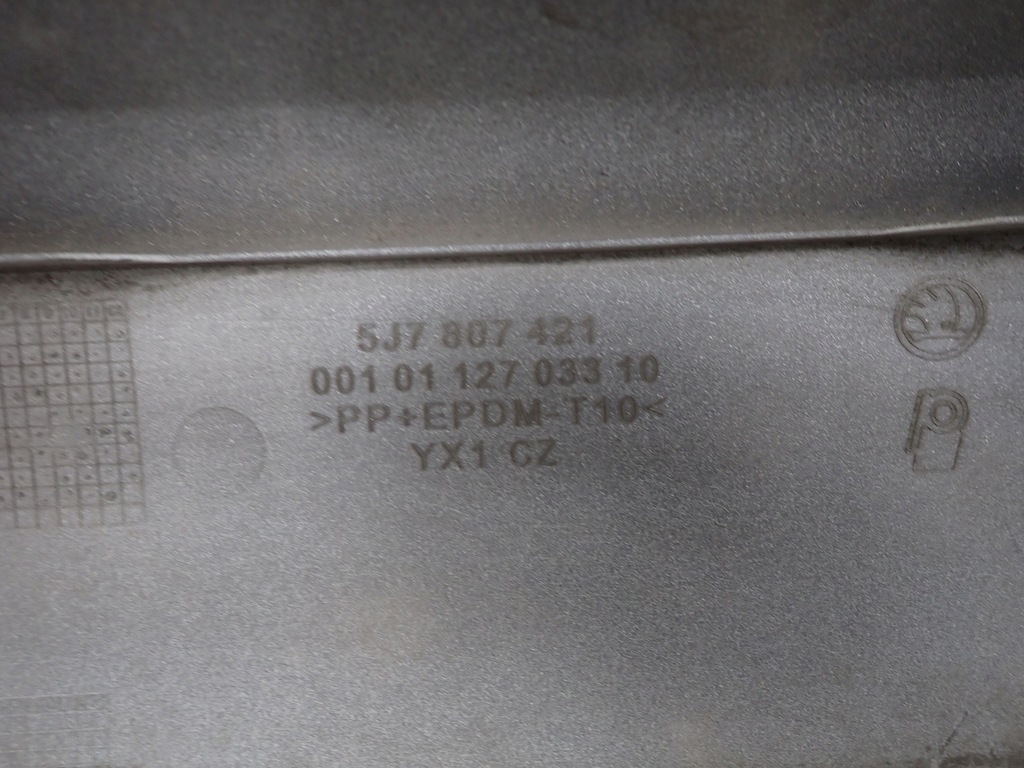 5J7 807 421
001 01 127 033 10
>PP+EPDM-T10<
YX1 CZ